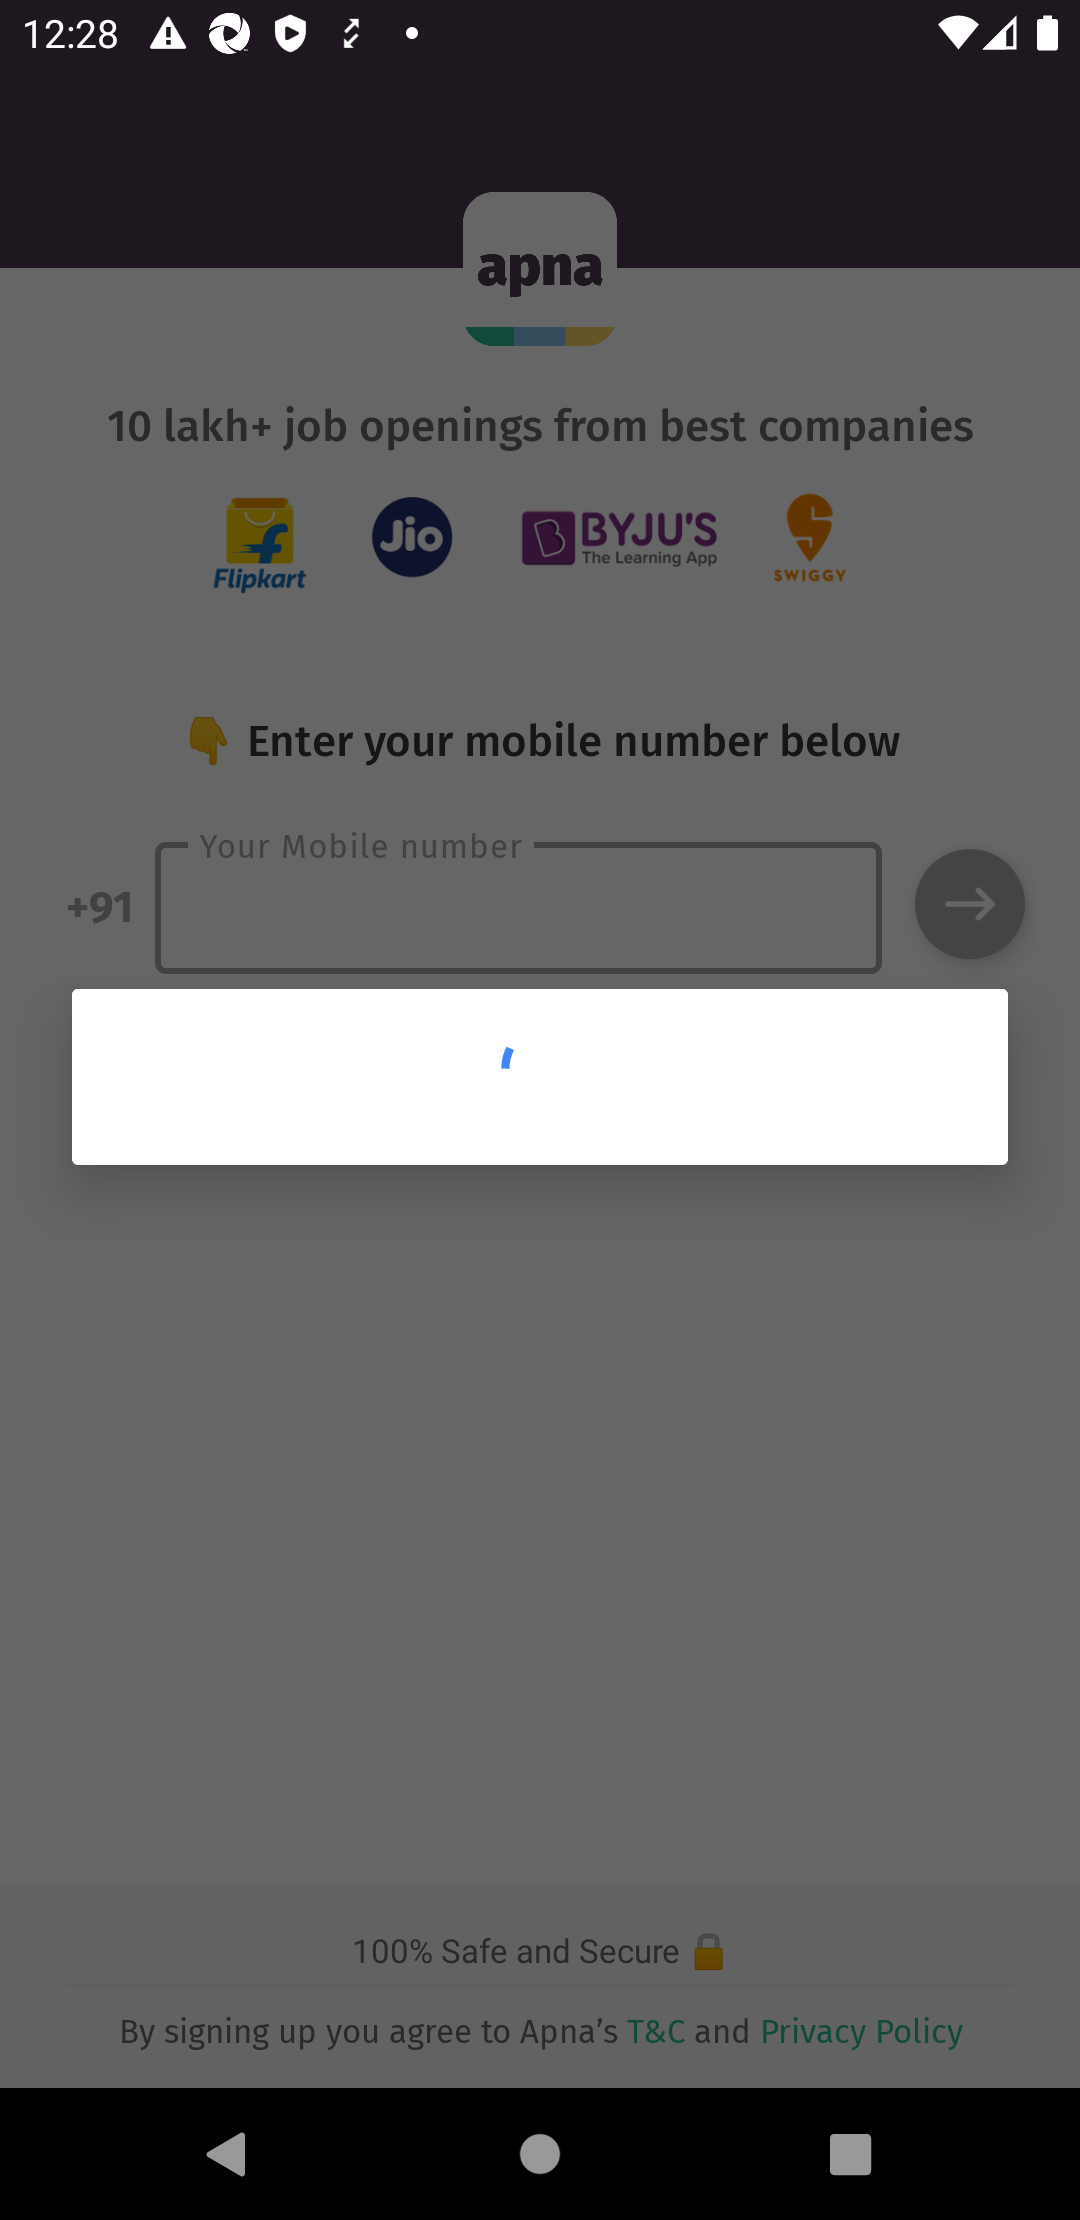 12:28
apna
10 lakh+ job openings from best companies
Flipkart
Jio
BYJU'S
The Learning App
SWIGGY
👇 Enter your mobile number below
Your Mobile number
+91
100% Safe and Secure 🔒
By signing up you agree to Apna’s T&C and Privacy Policy